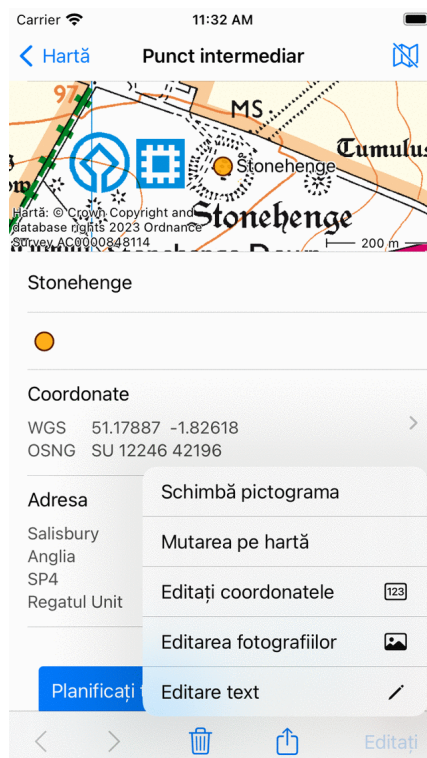 Carrier
11:32 AM
Hartă
Punct intermediar
97
MS
Tumulus
Stonehenge
Stonehenge
Hartă: © Crown Copyright and
database rights 2023 Ordnance
Survey AC0000848114
200 m
Stonehenge
Coordonate
WGS 51.17887 -1.82618
OSNG SU 12246 42196
Adresa
Salisbury
Anglia
SP4
Regatul Unit
Schimbă pictograma
Mutarea pe hartă
Editați coordonatele
123
Editarea fotografiilor
Editare text
Planificați
Editați